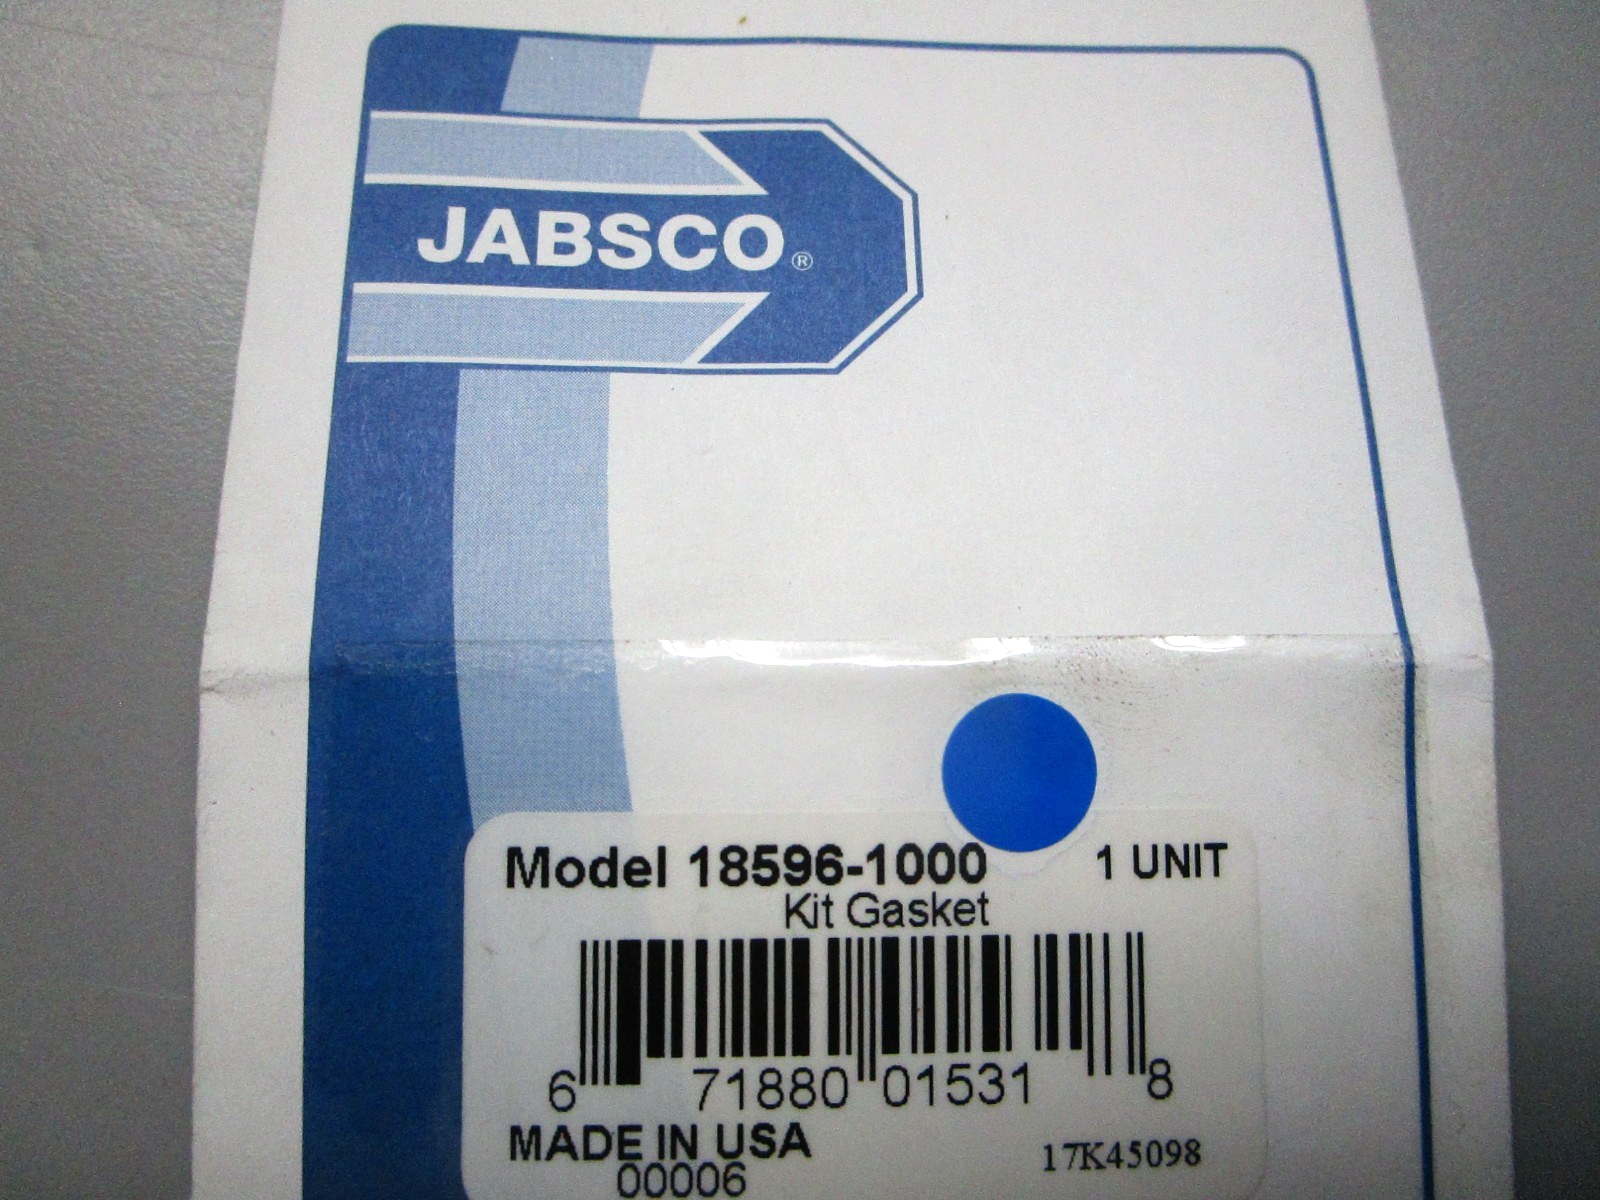 JABSCO®
Model 18596-1000 1 UNIT
Kit Gasket
6 71880 01531 8
MADE IN USA
00006 17K45098